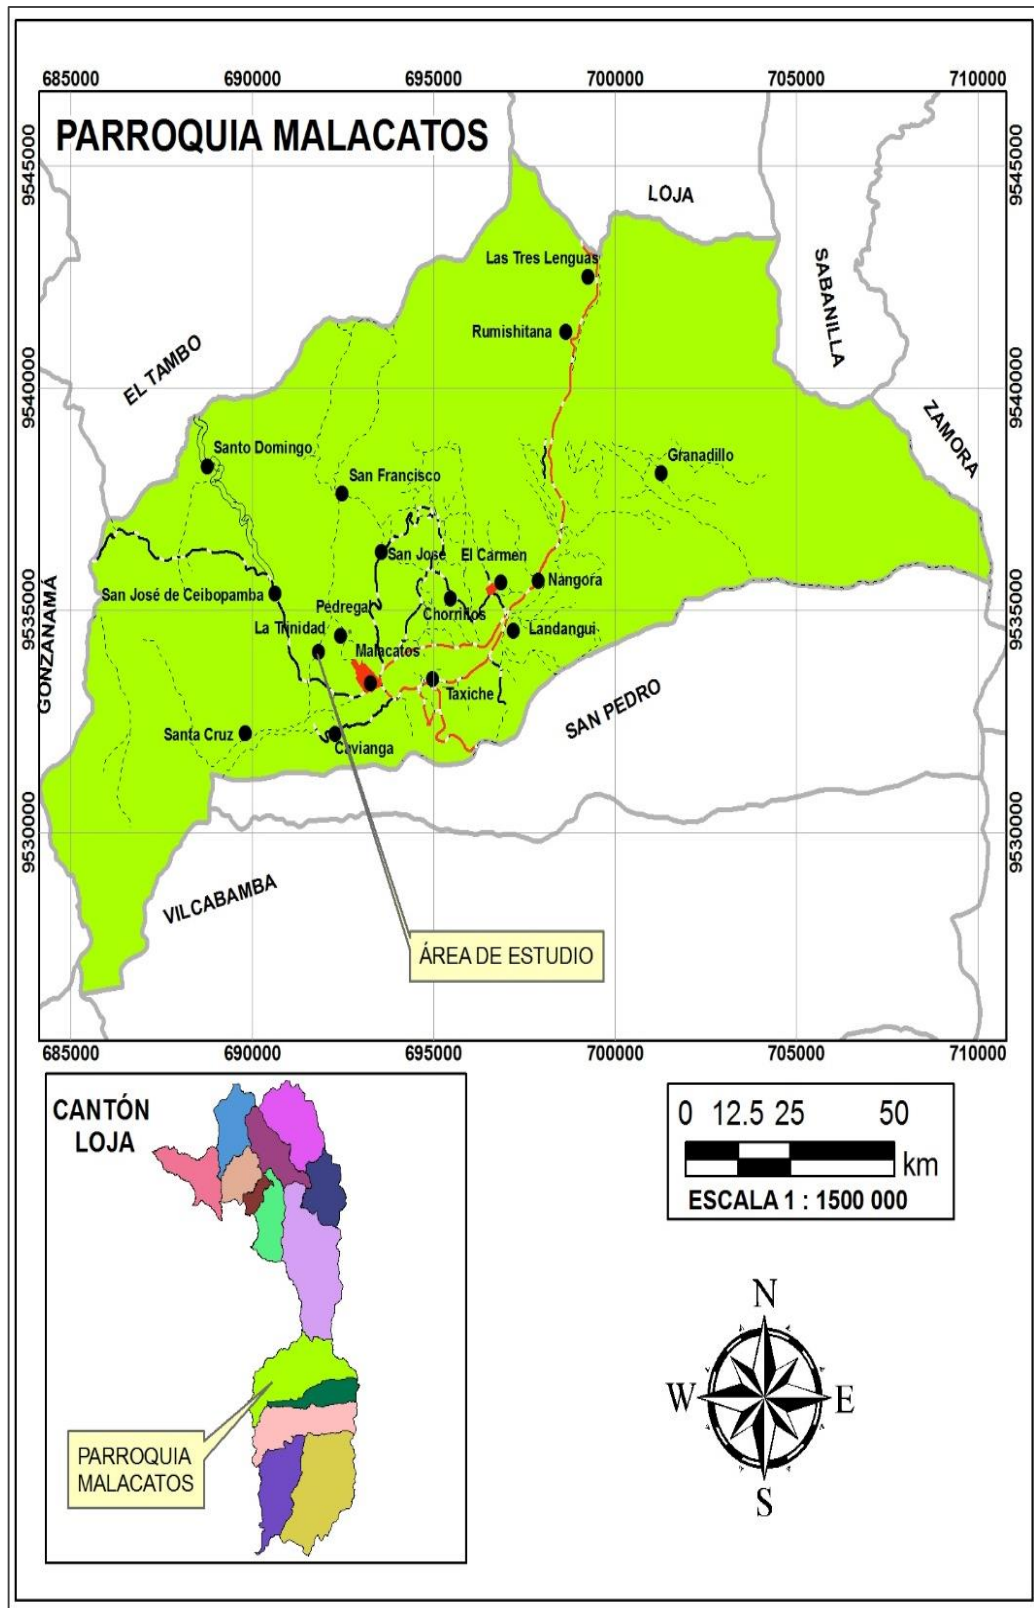 685000 690000 695000 700000 705000 710000
PARROQUIA MALACATOS
9545000
9545000
LOJA
SABANILLA
Las Tres Lenguas
Rumishitana
EL TAMBO
9540000
9540000
ZAMORA
Santo Domingo
San Francisco
Granadillo
San José
El Carmen
Nangora
San José de Ceibopamba
Pedregal
Chorrillos
9535000
9535000
GONZANAMÁ
La Trinidad
Landangui
Malacatos
Taxiche
SAN PEDRO
Santa Cruz
Cavianga
9530000
9530000
VILCABAMBA
ÁREA DE ESTUDIO
685000 690000 695000 700000 705000 710000
CANTÓN
LOJA
PARROQUIA
MALACATOS
0 12.5 25 50
km
ESCALA 1 : 1500 000
N
W E
S